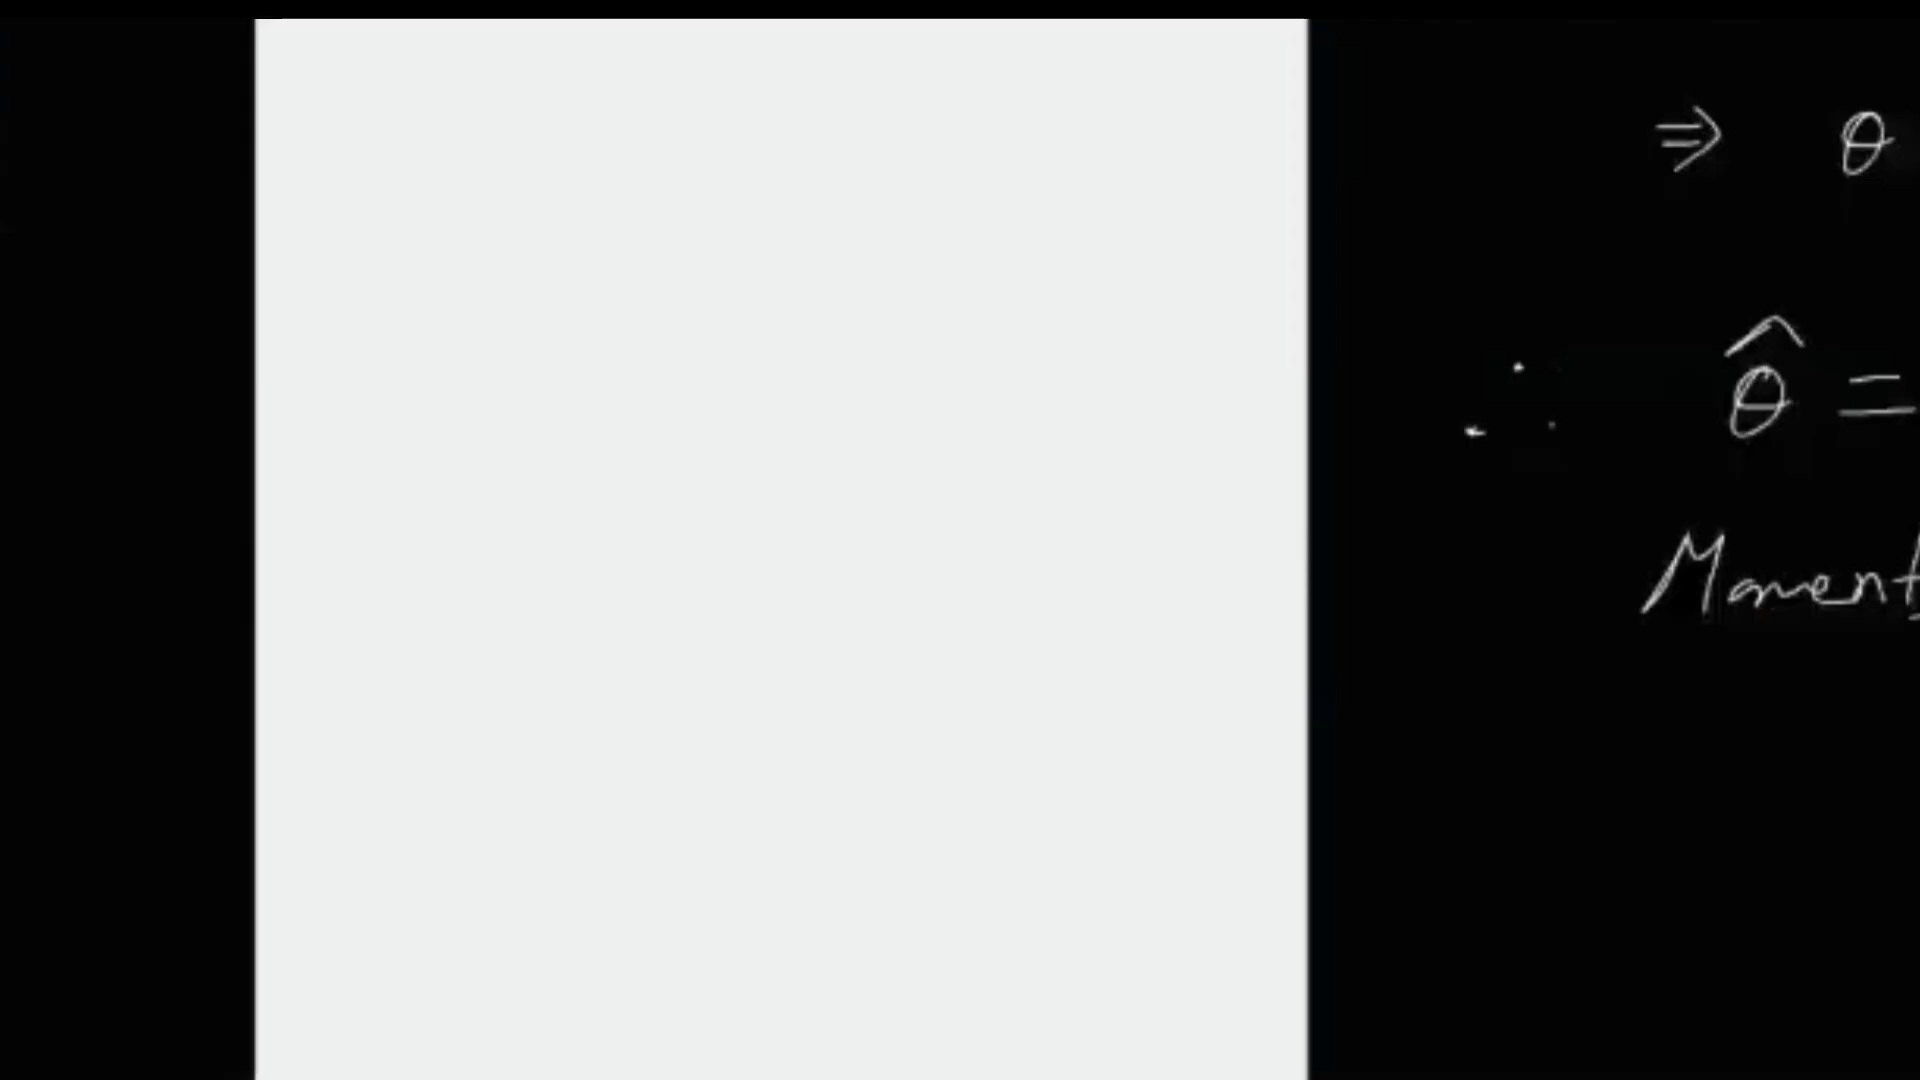 ⇒ θ
∴ θ̂ =
Moment